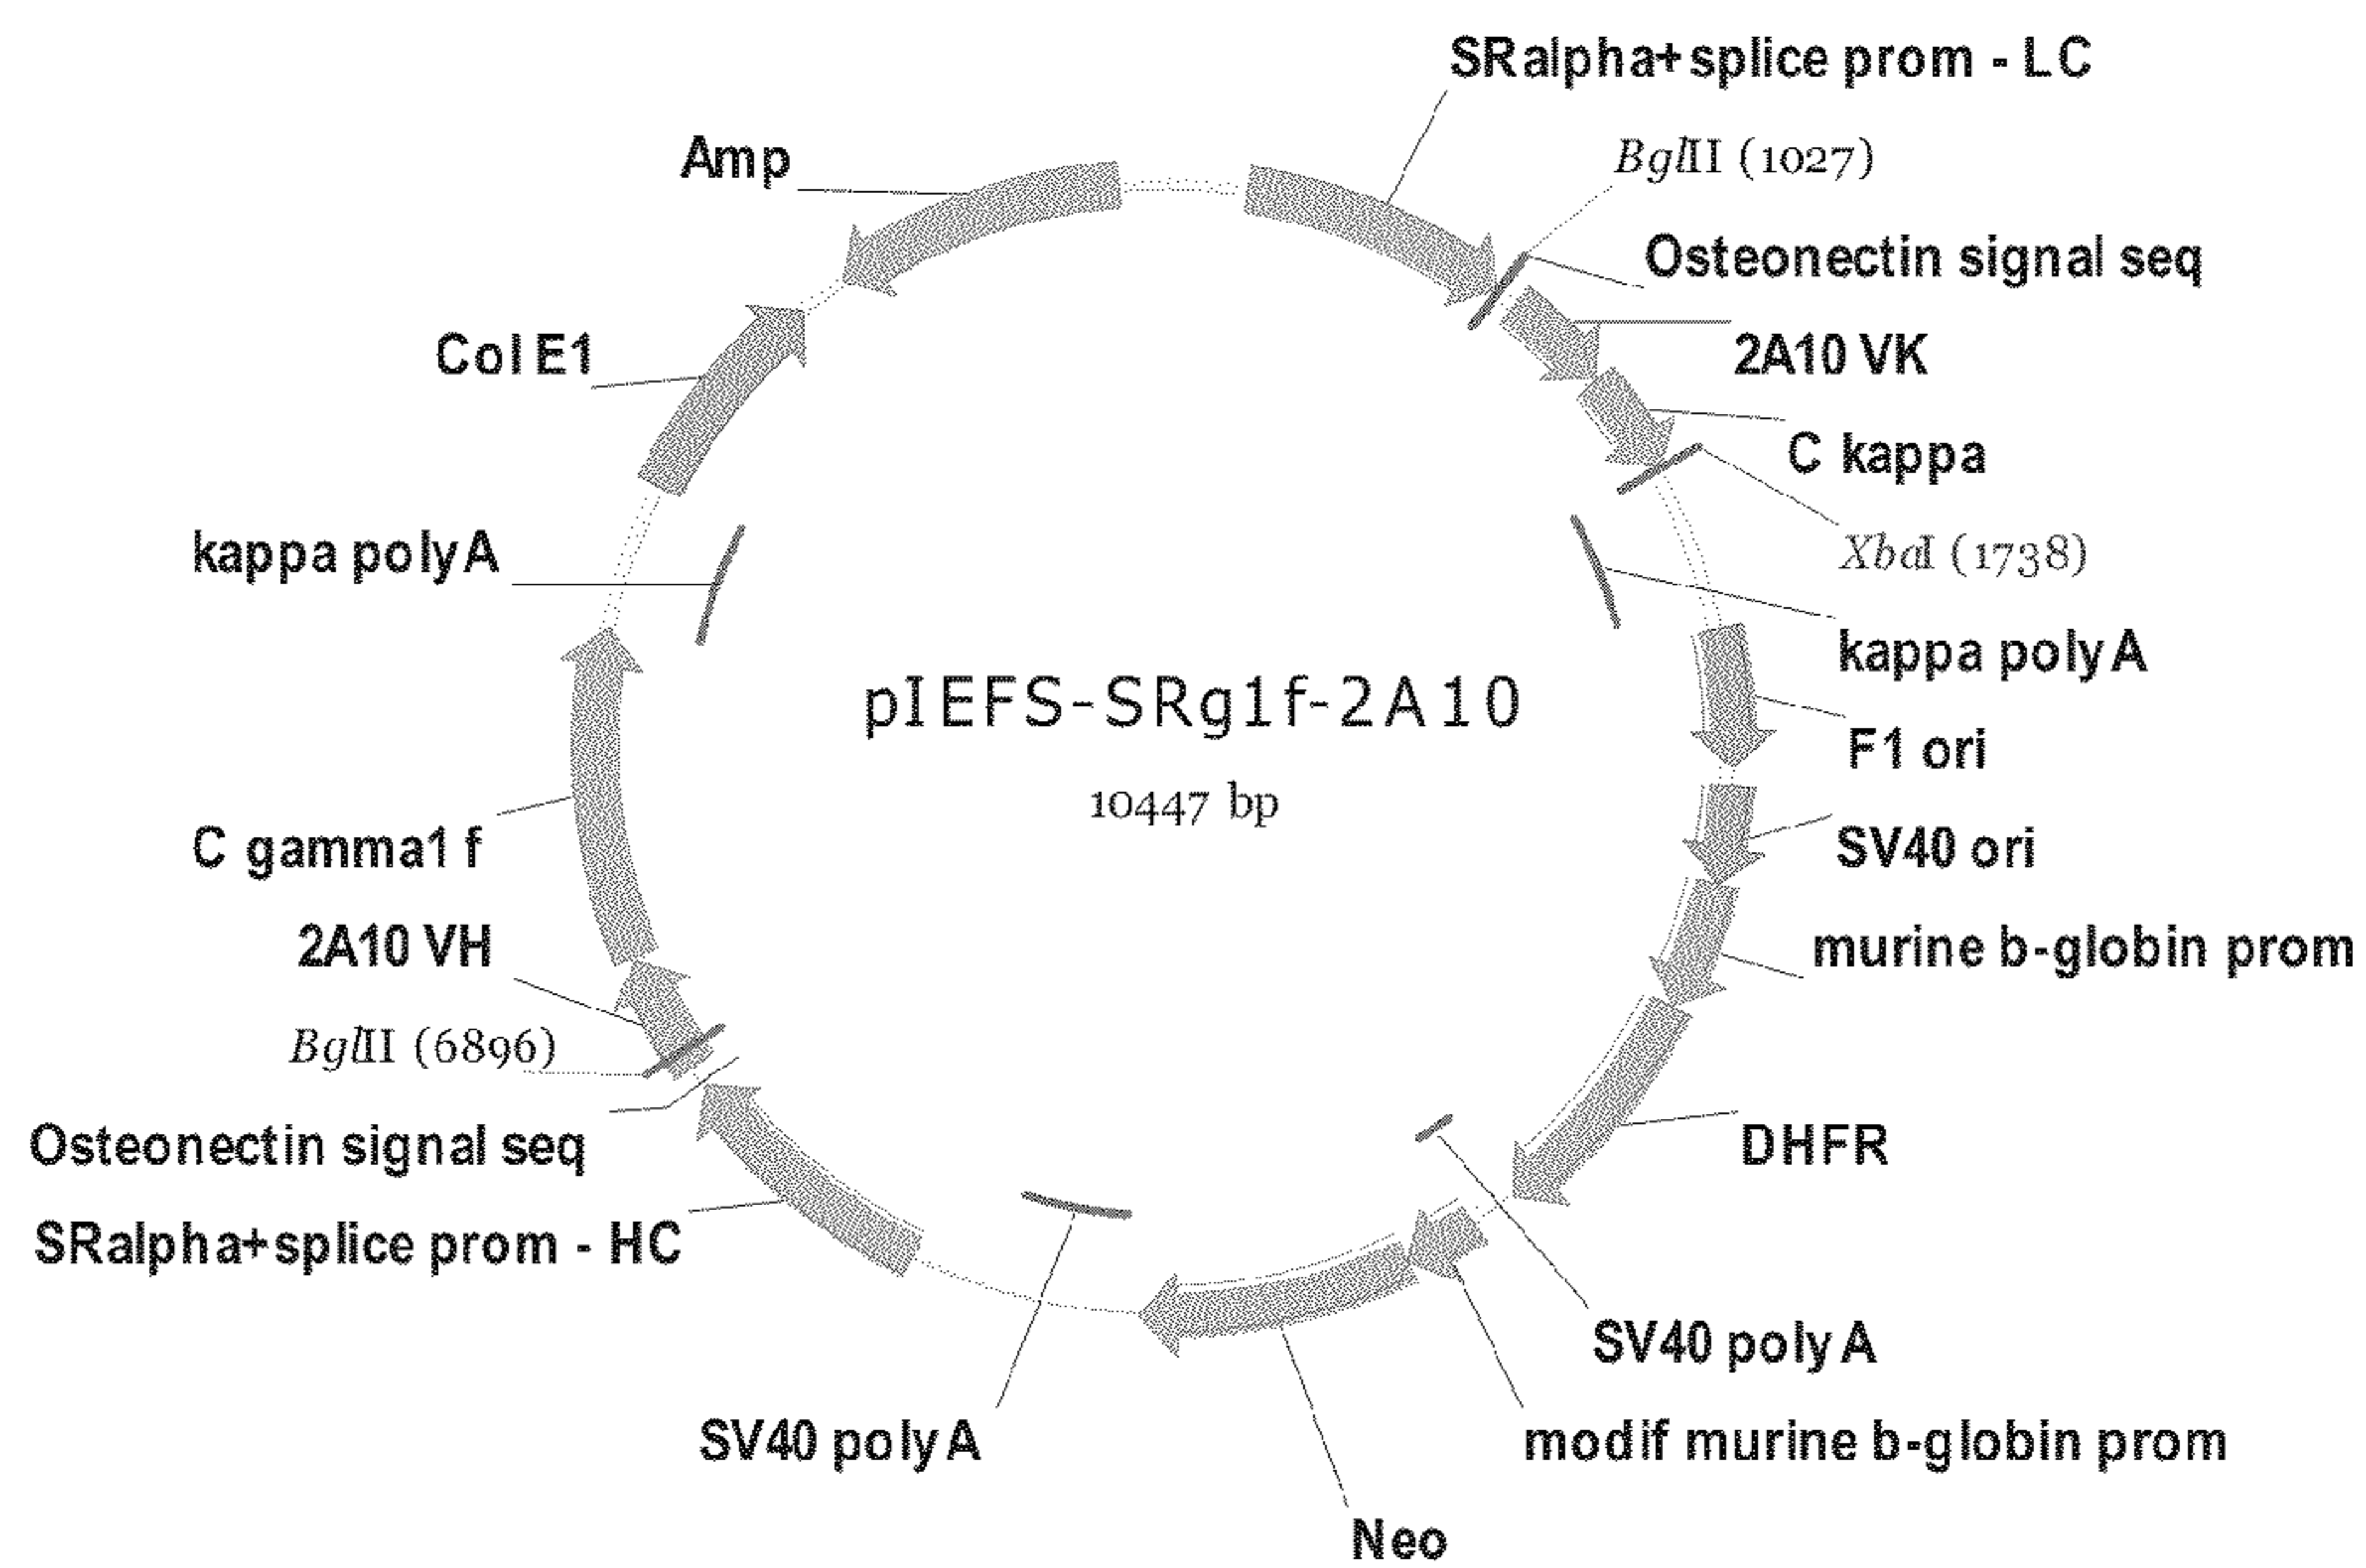 SRalpha+splice prom - LC
Amp
BglII (1027)
Osteonectin signal seq
Col E1
2A10 VK
C kappa
kappa polyA
XbaI (1738)
kappa polyA
pIEFS-SRg1f-2A10
F1 ori
10447 bp
C gamma1 f
SV40 ori
2A10 VH
murine b-globin prom
BglII (6896)
Osteonectin signal seq
DHFR
SRalpha+splice prom - HC
SV40 polyA
SV40 polyA
modif murine b-globin prom
Neo